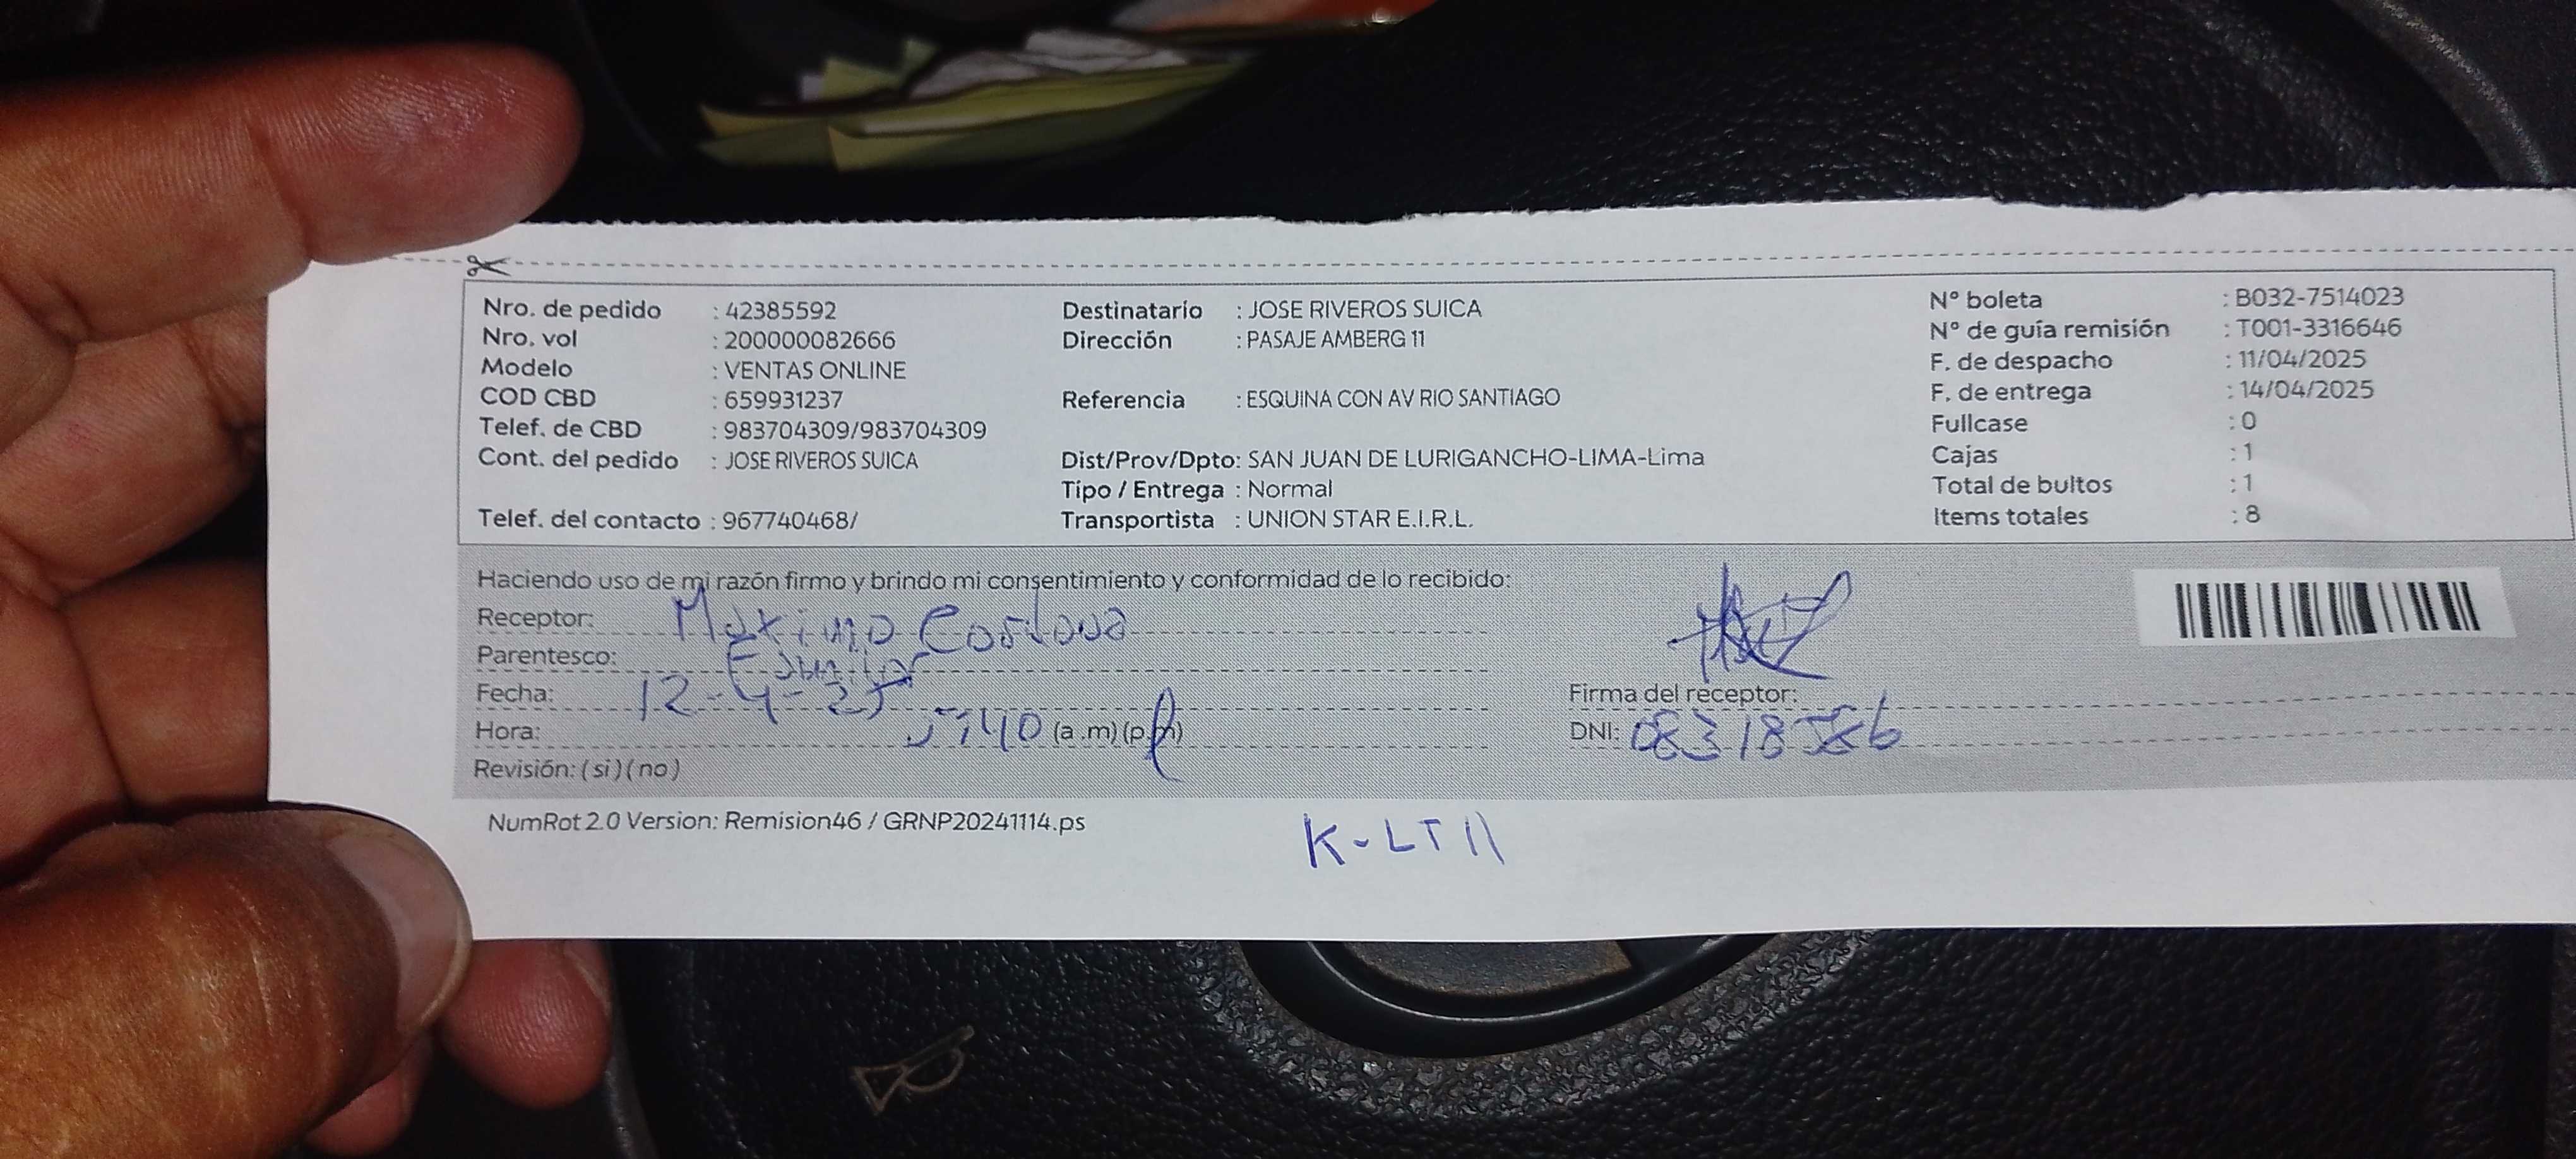 Nro. de pedido : 42385592
Nro. vol : 200000082666
Modelo : VENTAS ONLINE
COD CBD : 659931237
Telef. de CBD : 983704309/983704309
Cont. del pedido : JOSE RIVEROS SUICA
Telef. del contacto : 967740468/
Destinatario : JOSE RIVEROS SUICA
Dirección : PASAJE AMBERG 11
Referencia : ESQUINA CON AV RIO SANTIAGO
Dist/Prov/Dpto: SAN JUAN DE LURIGANCHO-LIMA-Lima
Tipo / Entrega : Normal
Transportista : UNION STAR E.I.R.L.
N° boleta : B032-7514023
N° de guía remisión : T001-3316646
F. de despacho : 11/04/2025
F. de entrega : 14/04/2025
Fullcase : 0
Cajas : 1
Total de bultos : 1
Items totales : 8
Haciendo uso de mi razón firmo y brindo mi consentimiento y conformidad de lo recibido:
Receptor: Maximo Cordova
Parentesco: Familiar
Fecha: 12-4-25
Hora: 5:40 (a.m) (p.m)
Revisión: ( si ) ( no )
Firma del receptor:
DNI: 08318586
NumRot 2.0 Version: Remision46 / GRNP20241114.ps
K-LT11